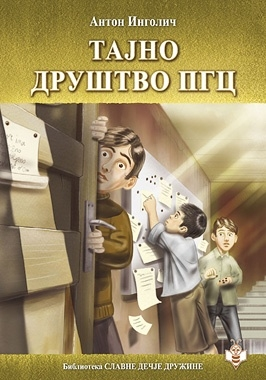 Антон Инголич
ТАЈНО
ДРУШТВО ПГЦ
Библиотека СЛАВНЕ ДЕЧЈЕ ДРУЖИНЕ